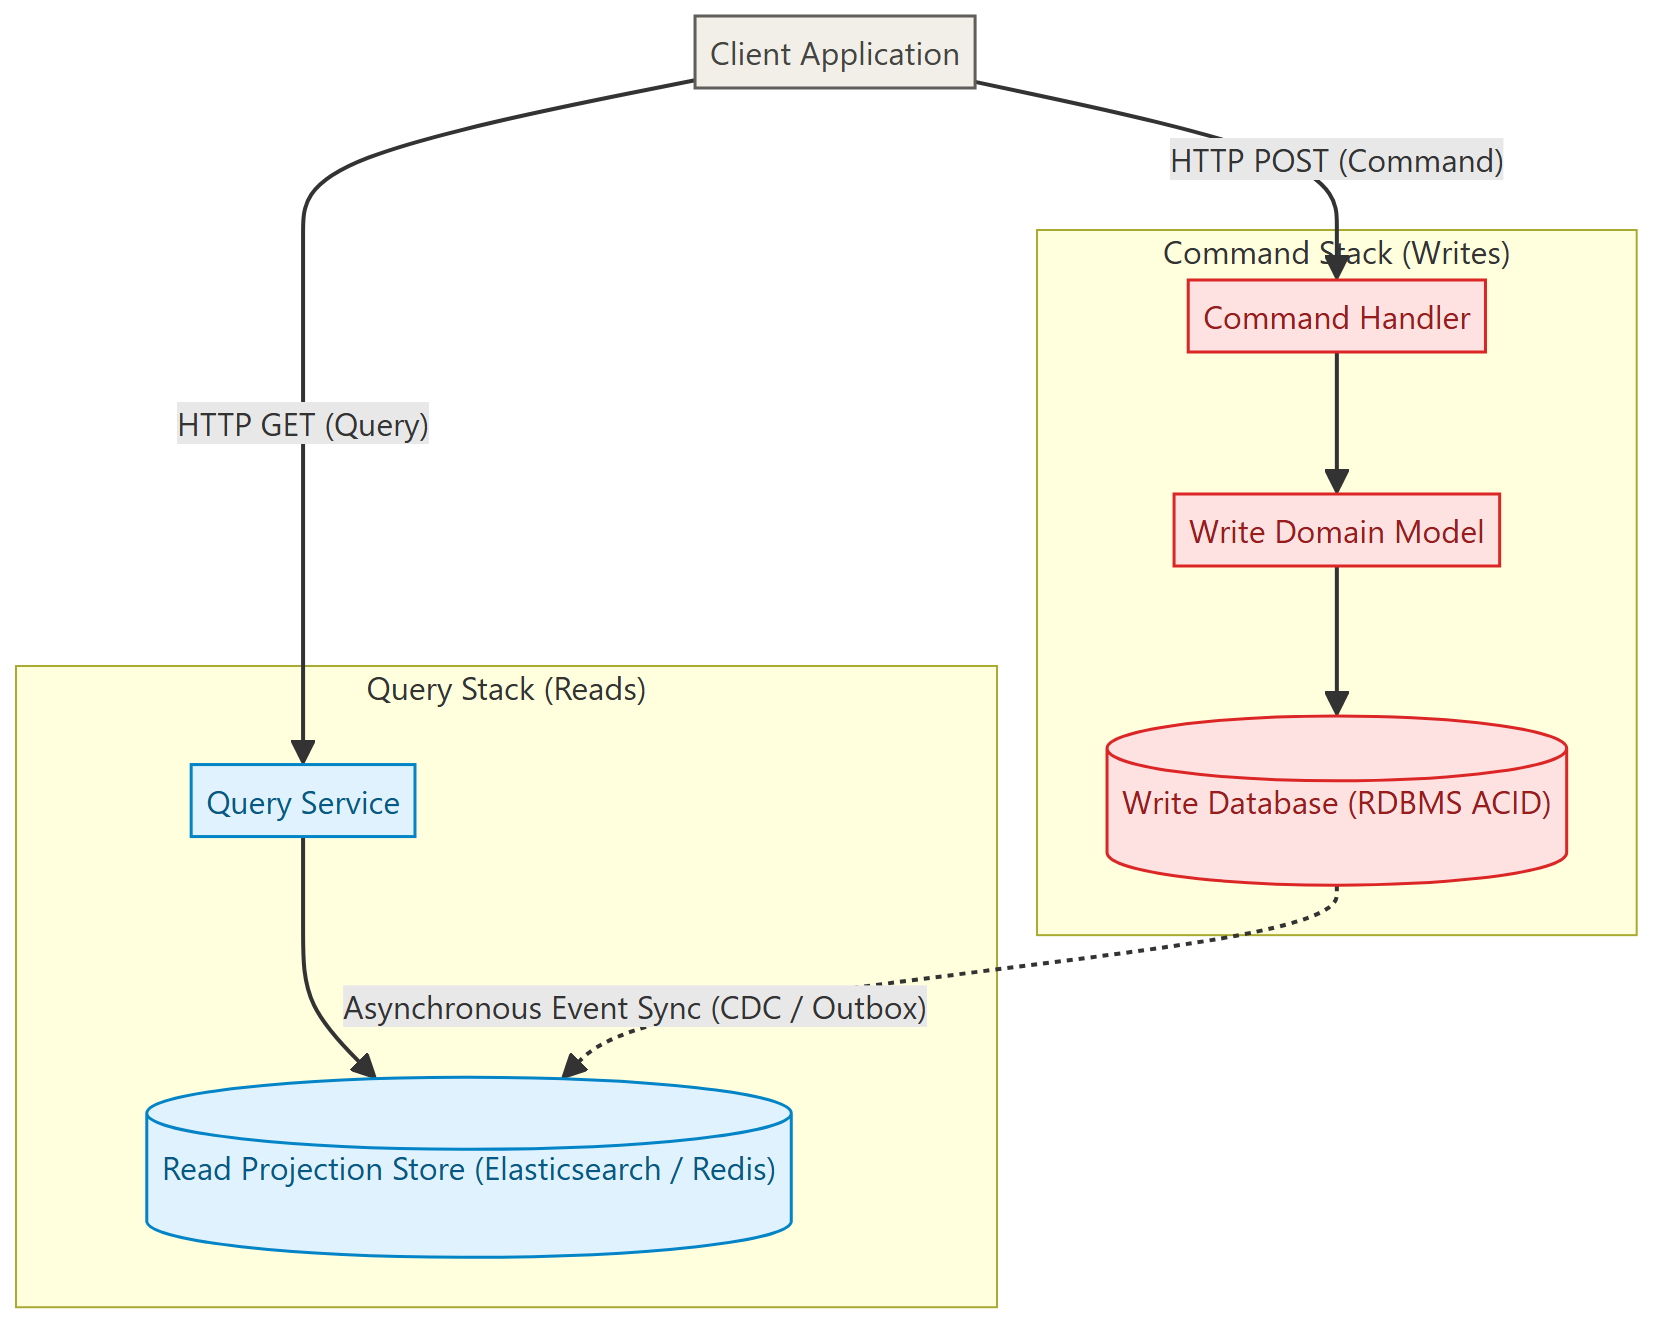 Client Application
HTTP POST (Command)
Command Stack (Writes)
Command Handler
HTTP GET (Query)
Write Domain Model
Query Stack (Reads)
Query Service
Write Database (RDBMS ACID)
Asynchronous Event Sync (CDC / Outbox)
Read Projection Store (Elasticsearch / Redis)